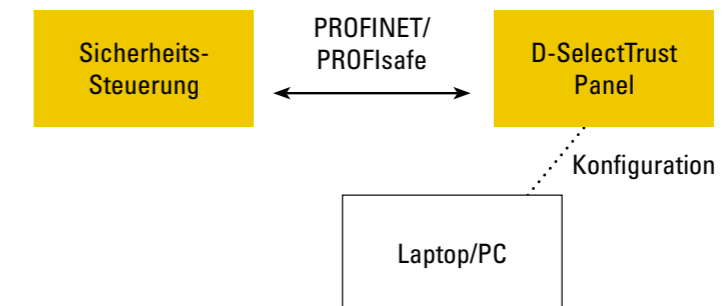 Sicherheits-
Steuerung
PROFINET/
PROFIsafe
D-SelectTrust
Panel
Konfiguration
Laptop/PC